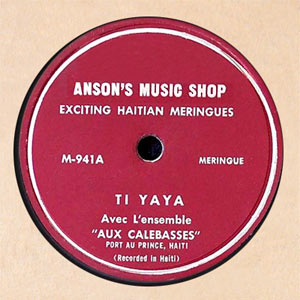 ANSON'S MUSIC SHOP
EXCITING HAITIAN MERINGUES
M-941A
MERINGUE
TI YAYA
Avec L'ensemble
"AUX CALEBASSES"
PORT AU PRINCE, HAITI
(Recorded in Haiti)